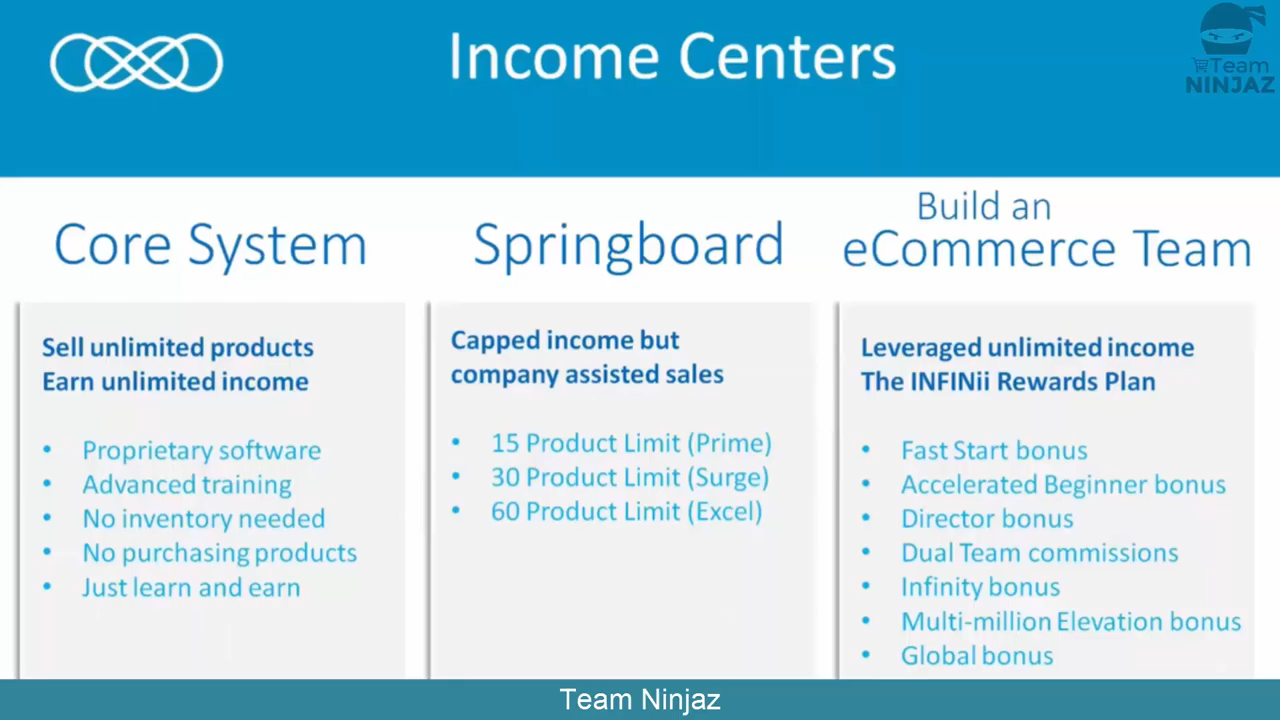 Income Centers
Team
NINJAZ
Core System
Sell unlimited products
Earn unlimited income
• Proprietary software
• Advanced training
• No inventory needed
• No purchasing products
• Just learn and earn
Springboard
Capped income but
company assisted sales
• 15 Product Limit (Prime)
• 30 Product Limit (Surge)
• 60 Product Limit (Excel)
Build an
eCommerce Team
Leveraged unlimited income
The INFINii Rewards Plan
• Fast Start bonus
• Accelerated Beginner bonus
• Director bonus
• Dual Team commissions
• Infinity bonus
• Multi-million Elevation bonus
• Global bonus
Team Ninjaz